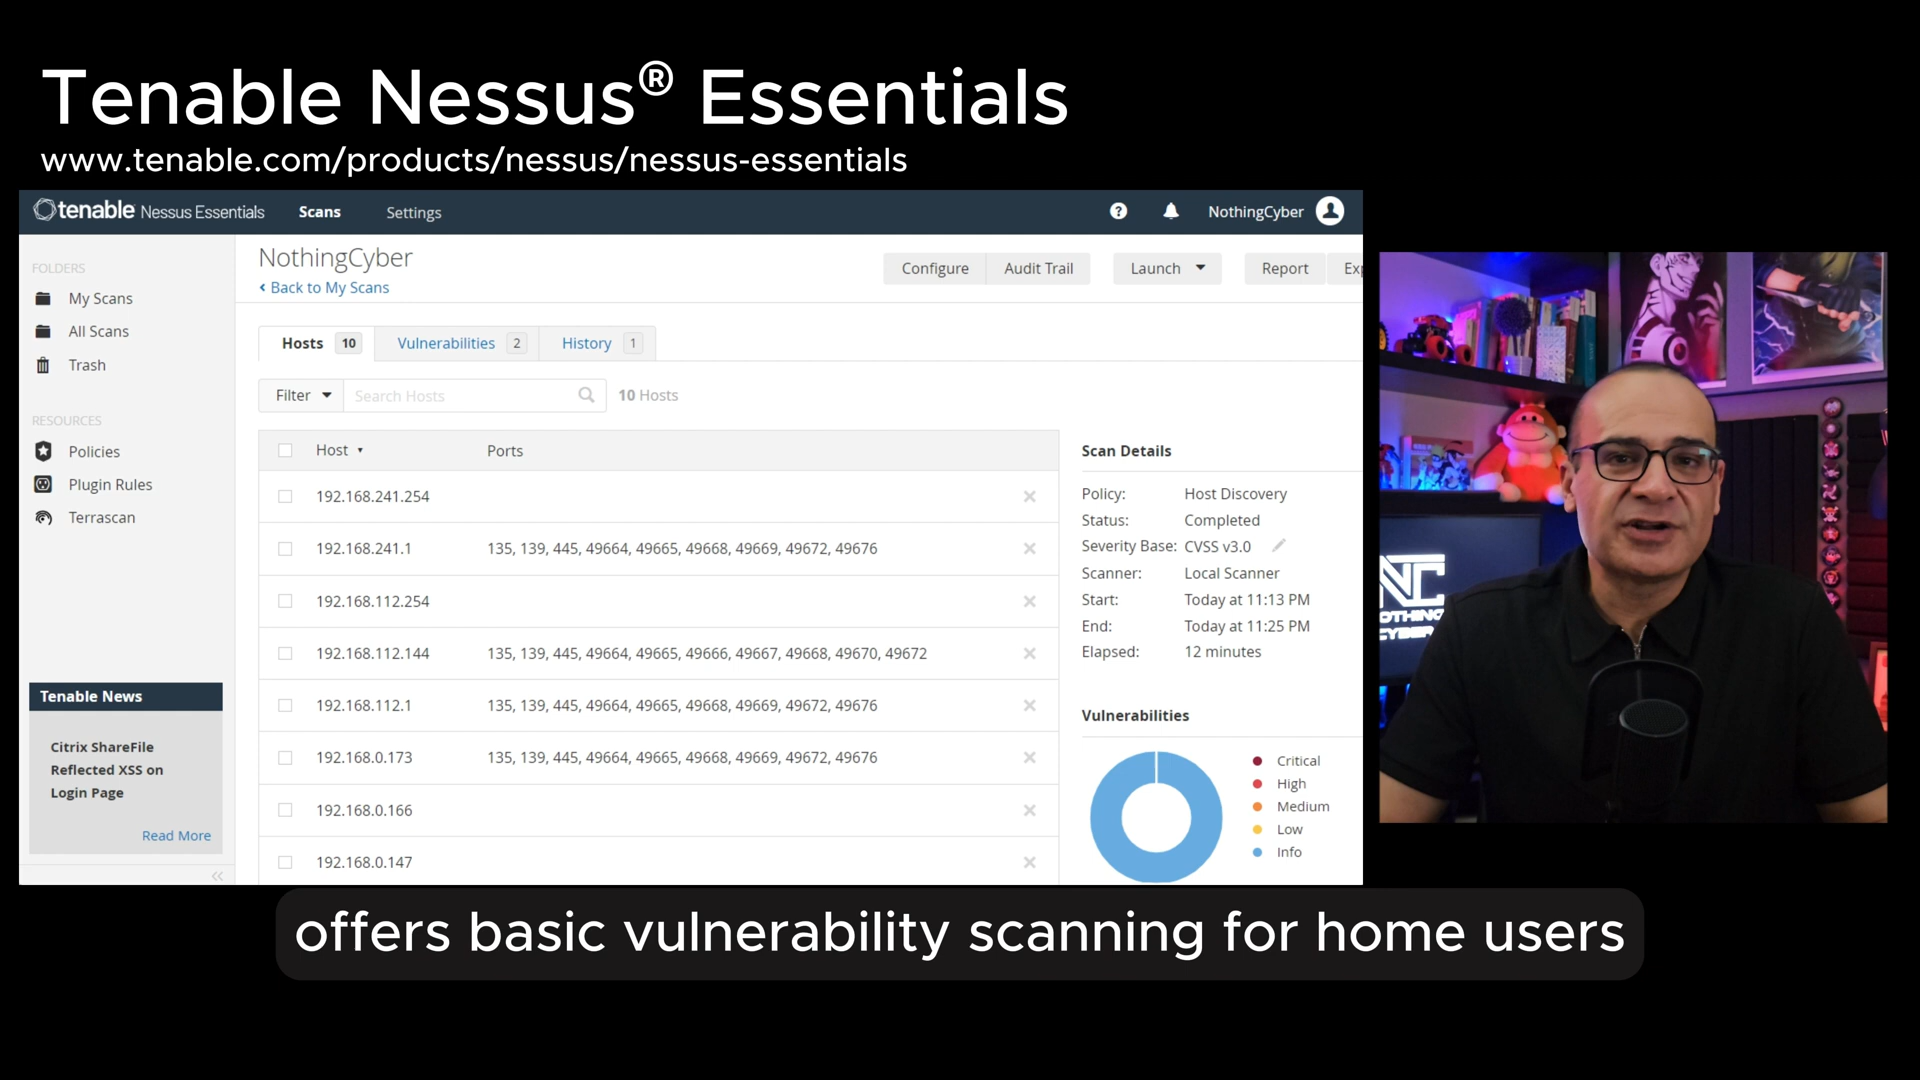 Tenable Nessus® Essentials
www.tenable.com/products/nessus/nessus-essentials
tenable Nessus Essentials Scans Settings NothingCyber
FOLDERS
My Scans
All Scans
Trash
RESOURCES
Policies
Plugin Rules
Terrascan
Tenable News
Citrix ShareFile
Reflected XSS on
Login Page
Read More
NothingCyber
Back to My Scans
Configure Audit Trail Launch Report Exp
Hosts 10 Vulnerabilities 2 History 1
Filter Search Hosts 10 Hosts
Host Ports
192.168.241.254
192.168.241.1 135, 139, 445, 49664, 49665, 49668, 49669, 49672, 49676
192.168.112.254
192.168.112.144 135, 139, 445, 49664, 49665, 49666, 49667, 49668, 49670, 49672
192.168.112.1 135, 139, 445, 49664, 49665, 49668, 49669, 49672, 49676
192.168.0.173 135, 139, 445, 49664, 49665, 49668, 49669, 49672, 49676
192.168.0.166
192.168.0.147
Scan Details
Policy: Host Discovery
Status: Completed
Severity Base: CVSS v3.0
Scanner: Local Scanner
Start: Today at 11:13 PM
End: Today at 11:25 PM
Elapsed: 12 minutes
Vulnerabilities
Critical
High
Medium
Low
Info
NC
OTHING
CYBER
offers basic vulnerability scanning for home users